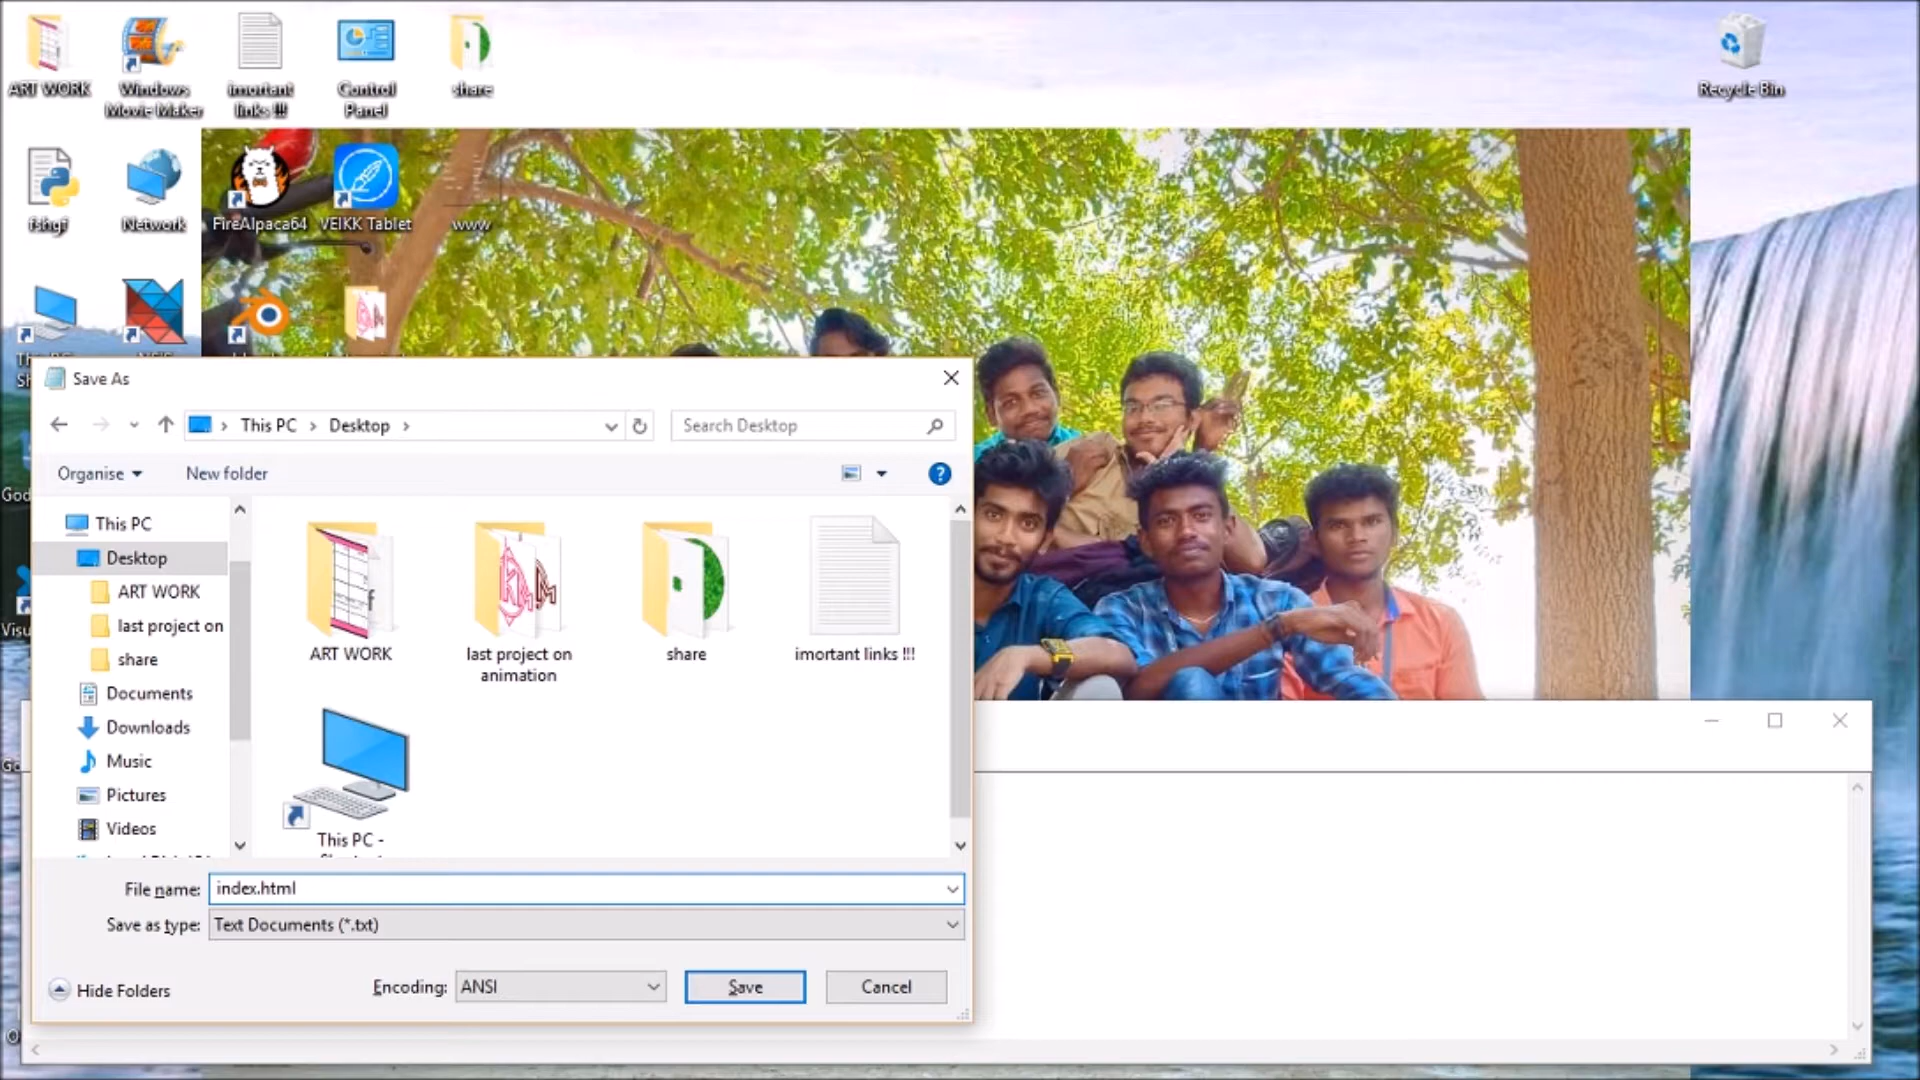 ART WORK
Windows
Movie Maker
imortant
links !!!
Control
Panel
share
Recycle Bin
fshgf
Network
FireAlpaca64
VEIKK Tablet
www
Save As
This PC
Desktop
Search Desktop
Organise
New folder
This PC
Desktop
ART WORK
last project on
share
Documents
Downloads
Music
Pictures
Videos
ART WORK
last project on
animation
share
imortant links !!!
This PC -
File name:
index.html
Save as type:
Text Documents (*.txt)
Hide Folders
Encoding:
ANSI
Save
Cancel